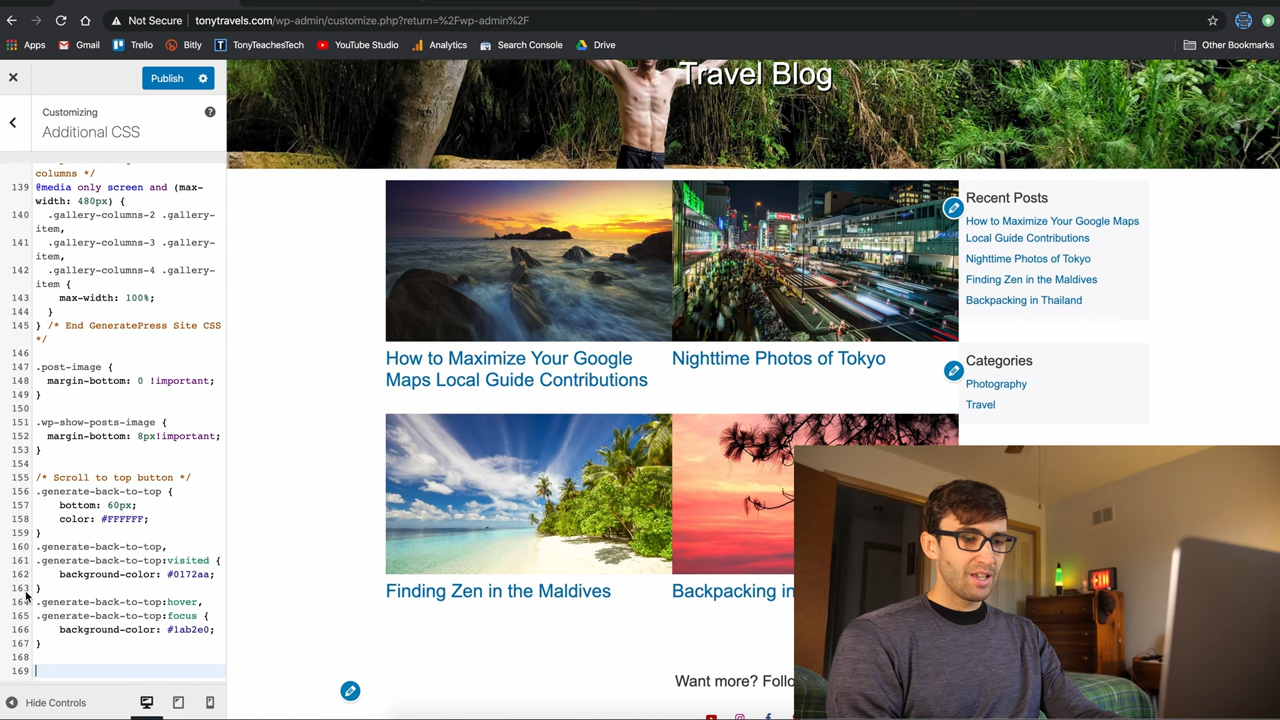 Not Secure tonytravels.com/wp-admin/customize.php?return=%2Fwp-admin%2F
Apps Gmail Trello Bitly TonyTeachesTech YouTube Studio Analytics Search Console Drive Other Bookmarks
Publish
Customizing
Additional CSS
columns */
139 @media only screen and (max-
width: 480px) {
140 .gallery-columns-2 .gallery-
item,
141 .gallery-columns-3 .gallery-
item,
142 .gallery-columns-4 .gallery-
item {
143 max-width: 100%;
144 }
145 } /* End GeneratePress Site CSS
*/
146
147 .post-image {
148 margin-bottom: 0 !important;
149 }
150
151 .wp-show-posts-image {
152 margin-bottom: 8px!important;
153 }
154
155 /* Scroll to top button */
156 .generate-back-to-top {
157 bottom: 60px;
158 color: #FFFFFF;
159 }
160 .generate-back-to-top,
161 .generate-back-to-top:visited {
162 background-color: #0172aa;
163 }
164 .generate-back-to-top:hover,
165 .generate-back-to-top:focus {
166 background-color: #1ab2e0;
167 }
168
169
Hide Controls
Travel Blog
How to Maximize Your Google
Maps Local Guide Contributions
Nighttime Photos of Tokyo
Finding Zen in the Maldives
Backpacking in
Want more? Follo
Recent Posts
How to Maximize Your Google Maps
Local Guide Contributions
Nighttime Photos of Tokyo
Finding Zen in the Maldives
Backpacking in Thailand
Categories
Photography
Travel